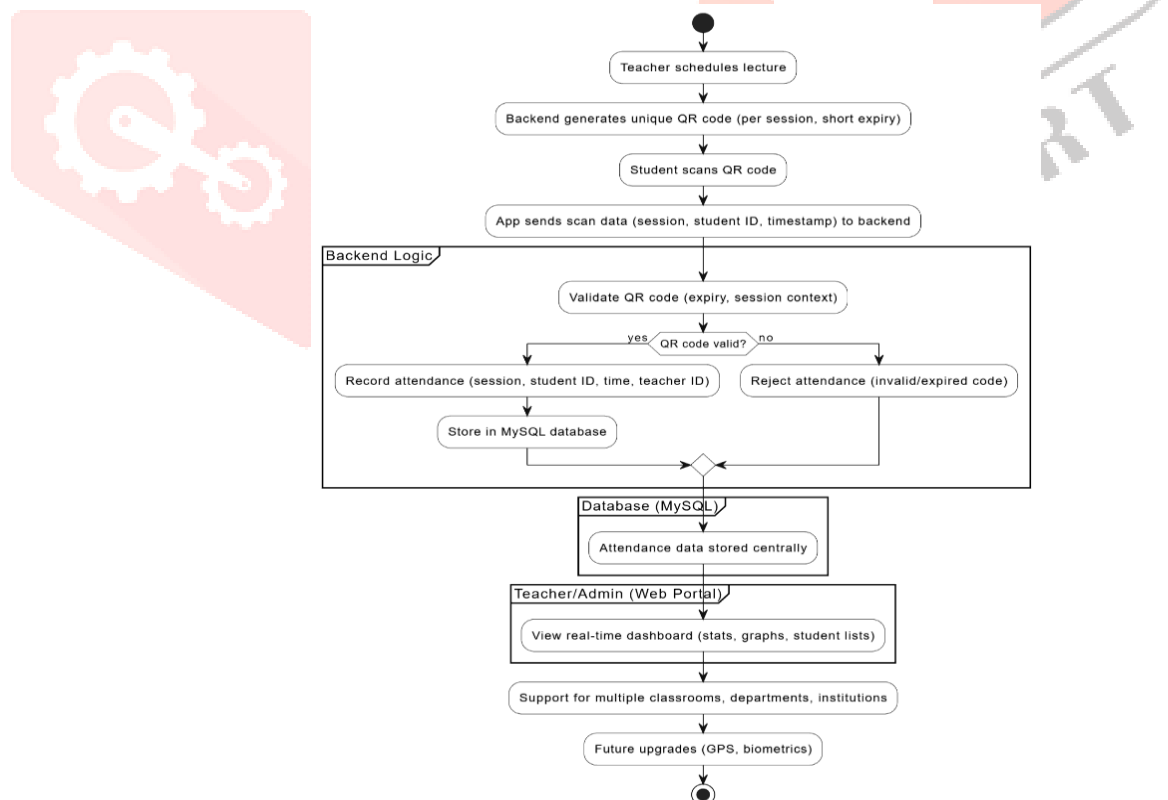 Teacher schedules lecture
Backend generates unique QR code (per session, short expiry)
Student scans QR code
App sends scan data (session, student ID, timestamp) to backend
Backend Logic
Validate QR code (expiry, session context)
yes
QR code valid?
no
Record attendance (session, student ID, time, teacher ID)
Reject attendance (invalid/expired code)
Store in MySQL database
Database (MySQL)
Attendance data stored centrally
Teacher/Admin (Web Portal)
View real-time dashboard (stats, graphs, student lists)
Support for multiple classrooms, departments, institutions
Future upgrades (GPS, biometrics)